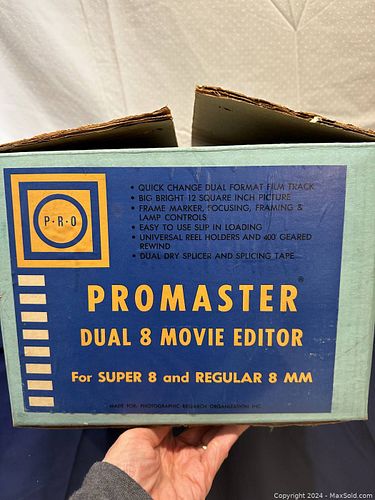 P·R·O
• QUICK CHANGE DUAL FORMAT FILM TRACK
• BIG BRIGHT 12 SQUARE INCH PICTURE
• FRAME MARKER, FOCUSING, FRAMING &
LAMP CONTROLS
• EASY TO USE SLIP IN LOADING
• UNIVERSAL REEL HOLDERS AND 400' GEARED
REWIND
• DUAL DRY SPLICER AND SPLICING TAPE
PROMASTER®
DUAL 8 MOVIE EDITOR
For SUPER 8 and REGULAR 8 MM
MADE FOR: PHOTOGRAPHIC RESEARCH ORGANIZATION INC.
Copyright © 2024 - MaxSold.com